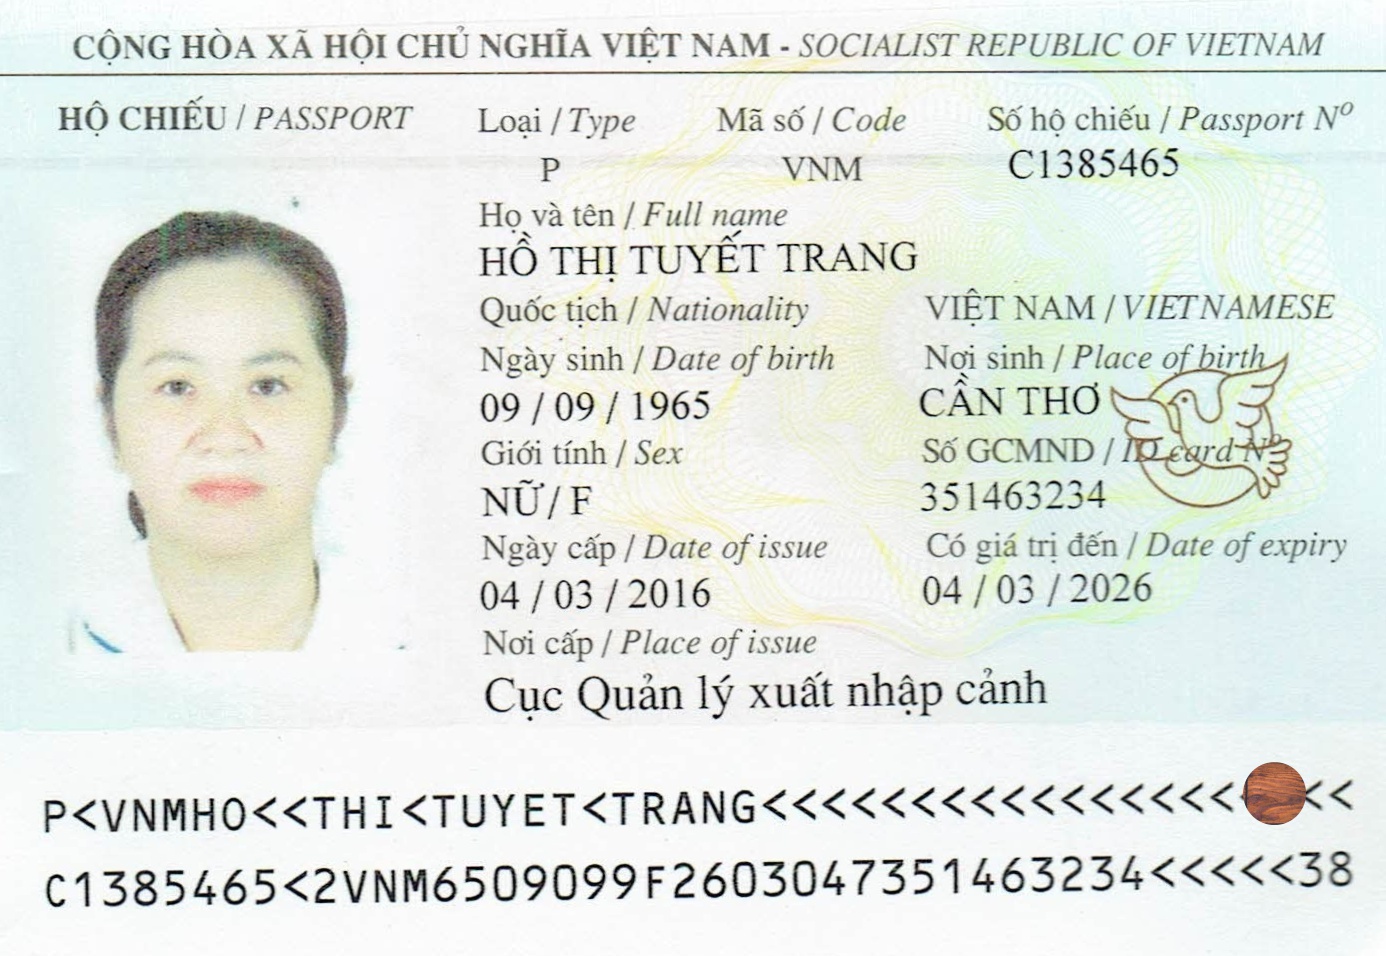 CỘNG HÒA XÃ HỘI CHỦ NGHĨA VIỆT NAM - SOCIALIST REPUBLIC OF VIETNAM
HỘ CHIẾU / PASSPORT
Loại / Type Mã số / Code Số hộ chiếu / Passport Nº
P VNM C1385465
Họ và tên / Full name
HỒ THỊ TUYẾT TRANG
Quốc tịch / Nationality VIỆT NAM / VIETNAMESE
Ngày sinh / Date of birth Nơi sinh / Place of birth
09 / 09 / 1965 CẦN THƠ
Giới tính / Sex Số GCMND / ID card Nº
NỮ / F 351463234
Ngày cấp / Date of issue Có giá trị đến / Date of expiry
04 / 03 / 2016 04 / 03 / 2026
Nơi cấp / Place of issue
Cục Quản lý xuất nhập cảnh
P<VNMHO<<THI<TUYET<TRANG<<<<<<<<<<<<<<<<< <<
C1385465<2VNM6509099F2603047351463234<<<<<38